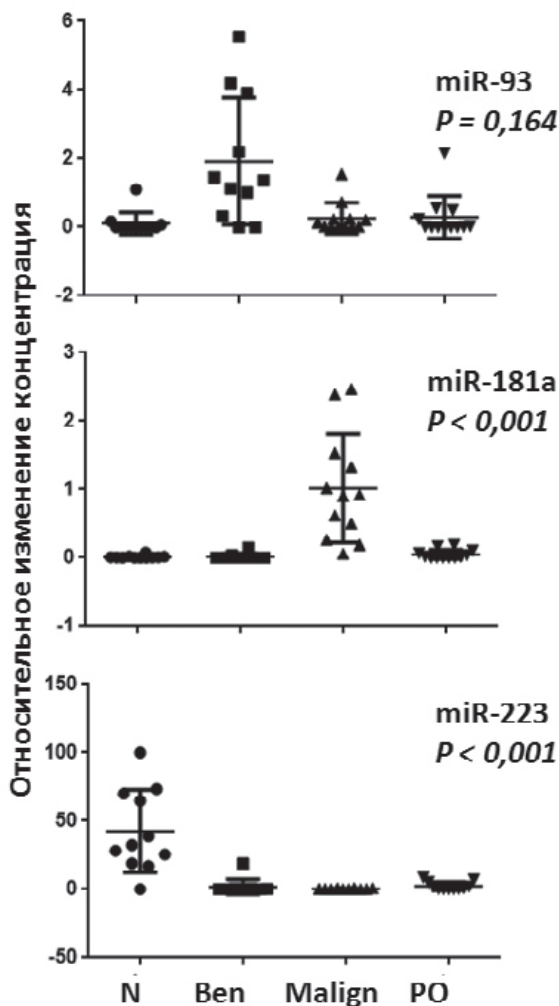 Относительное изменение концентрация
6
4
2
0
-2
miR-93
P = 0,164
3
2
1
0
-1
miR-181a
P < 0,001
150
100
50
0
-50
miR-223
P < 0,001
N Ben Malign PO